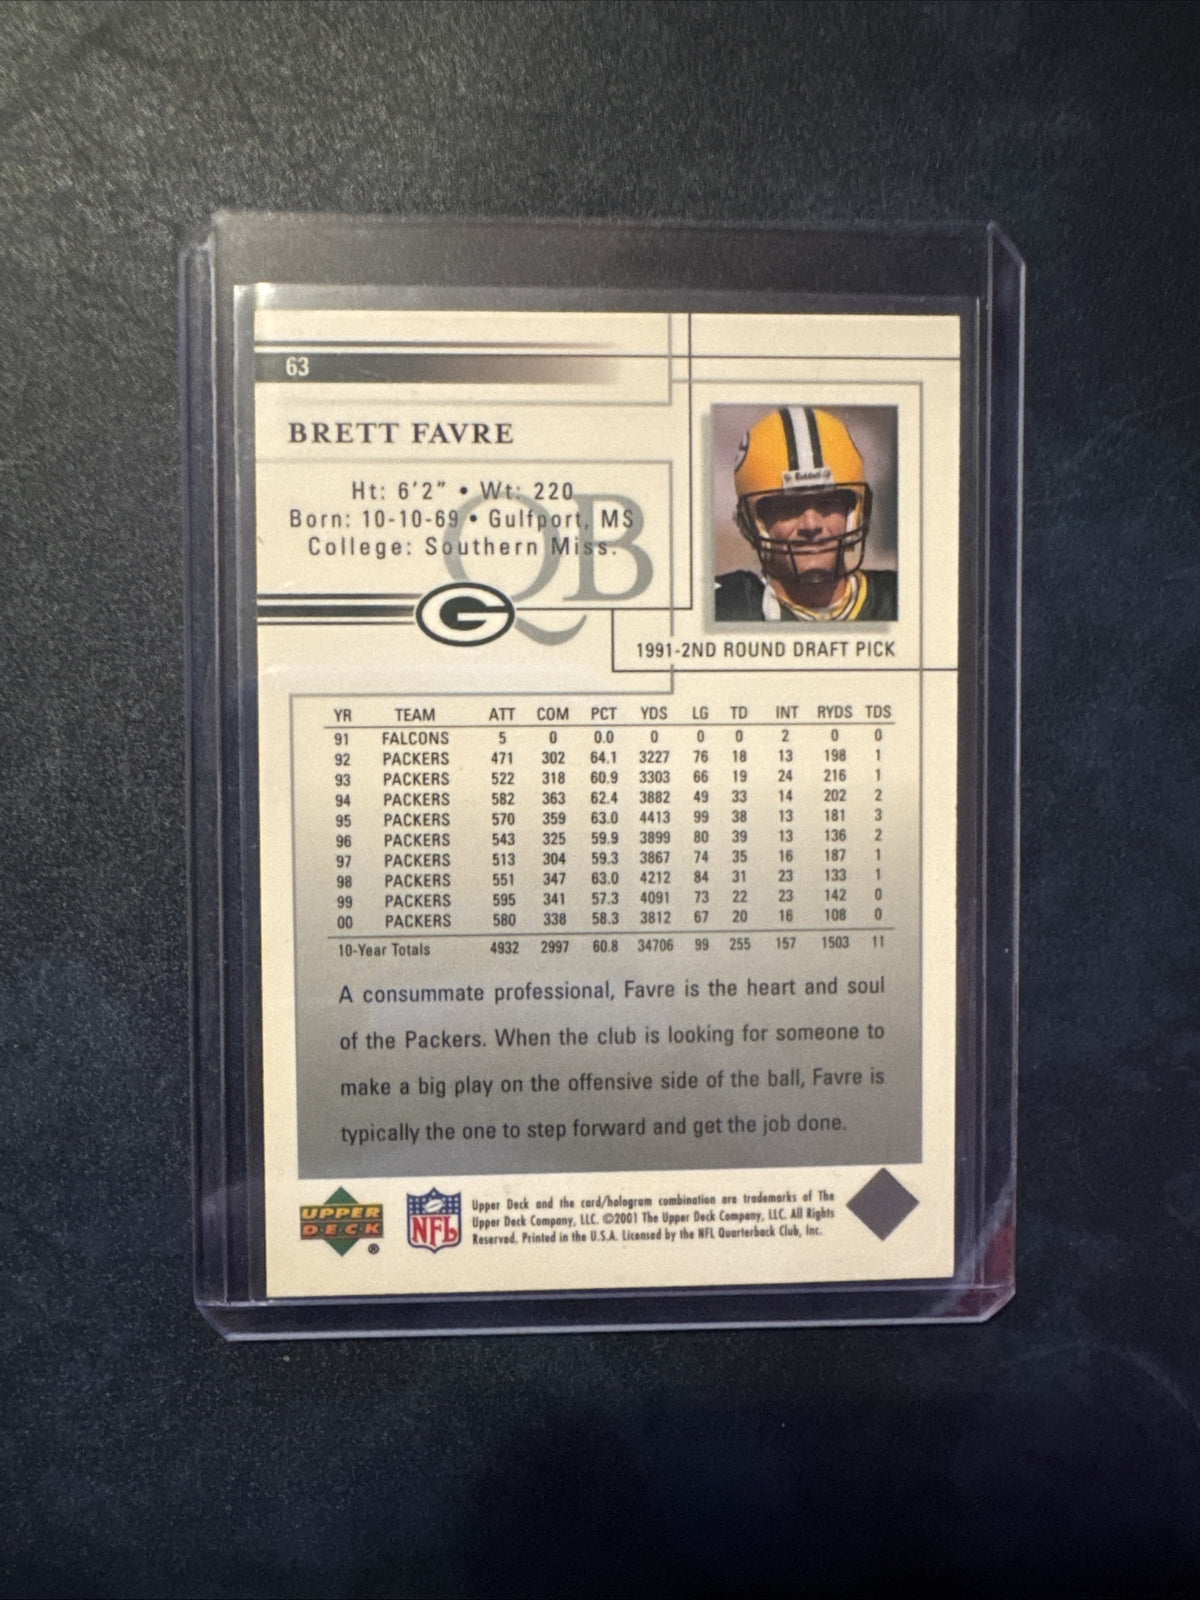 63
BRETT FAVRE
Ht: 6'2" • Wt: 220
Born: 10-10-69 • Gulfport, MS
College: Southern Miss.
QB
G
Riddell
1991-2ND ROUND DRAFT PICK
YR TEAM ATT COM PCT YDS LG TD INT RYDS TDS
91 FALCONS 5 0 0.0 0 0 0 2 0 0
92 PACKERS 471 302 64.1 3227 76 18 13 198 1
93 PACKERS 522 318 60.9 3303 66 19 24 216 1
94 PACKERS 582 363 62.4 3882 49 33 14 202 2
95 PACKERS 570 359 63.0 4413 99 38 13 181 3
96 PACKERS 543 325 59.9 3899 80 39 13 136 2
97 PACKERS 513 304 59.3 3867 74 35 16 187 1
98 PACKERS 551 347 63.0 4212 84 31 23 133 1
99 PACKERS 595 341 57.3 4091 73 22 23 142 0
00 PACKERS 580 338 58.3 3812 67 20 16 108 0
10-Year Totals 4932 2997 60.8 34706 99 255 157 1503 11
A consummate professional, Favre is the heart and soul
of the Packers. When the club is looking for someone to
make a big play on the offensive side of the ball, Favre is
typically the one to step forward and get the job done.
UPPER
DECK
®
NFL
Upper Deck and the card/hologram combination are trademarks of The
Upper Deck Company, LLC. ©2001 The Upper Deck Company, LLC. All Rights
Reserved. Printed in the U.S.A. Licensed by the NFL Quarterback Club, Inc.